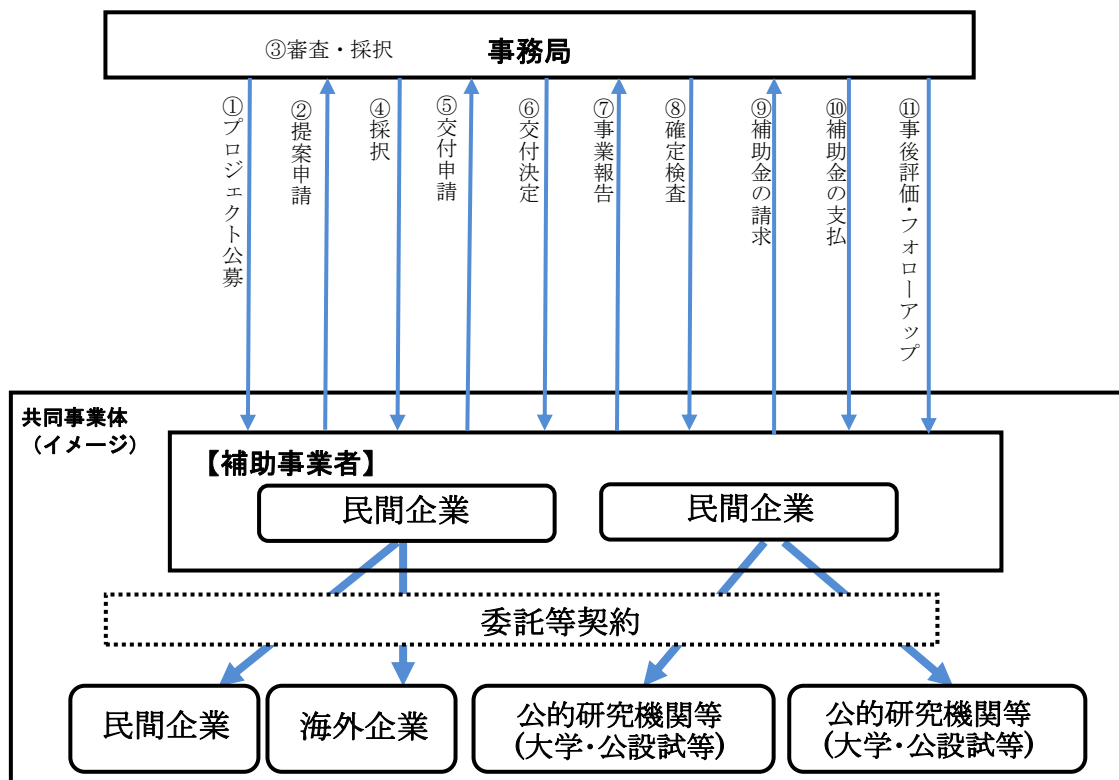 ③審査・採択
事務局
①プロジェクト公募
②提案申請
④採択
⑤交付申請
⑥交付決定
⑦事業報告
⑧確定検査
⑨補助金の請求
⑩補助金の支払
⑪事後評価・フォローアップ
共同事業体
(イメージ)
【補助事業者】
民間企業
民間企業
委託等契約
民間企業
海外企業
公的研究機関等
(大学・公設試等)
公的研究機関等
(大学・公設試等)